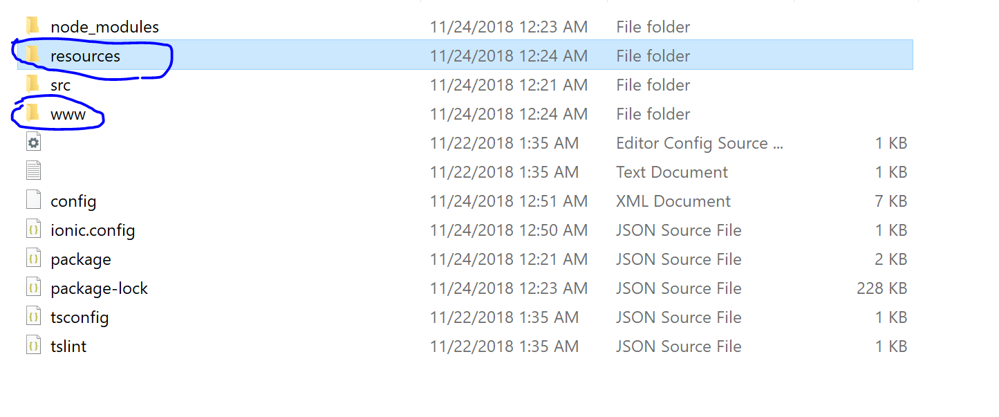 node_modules 11/24/2018 12:23 AM File folder
resources 11/24/2018 12:24 AM File folder
src 11/24/2018 12:21 AM File folder
www 11/24/2018 12:24 AM File folder
11/22/2018 1:35 AM Editor Config Source ... 1 KB
11/22/2018 1:35 AM Text Document 1 KB
config 11/24/2018 12:51 AM XML Document 7 KB
ionic.config 11/24/2018 12:50 AM JSON Source File 1 KB
package 11/24/2018 12:21 AM JSON Source File 2 KB
package-lock 11/24/2018 12:23 AM JSON Source File 228 KB
tsconfig 11/22/2018 1:35 AM JSON Source File 1 KB
tslint 11/22/2018 1:35 AM JSON Source File 1 KB